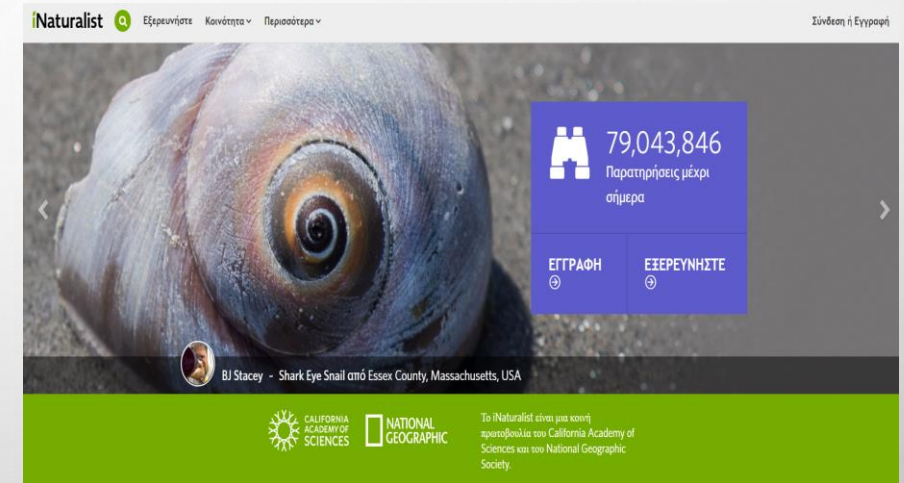 iNaturalist Εξερευνήστε Κοινότητα Περισσότερα Σύνδεση ή Εγγραφή
79,043,846
Παρατηρήσεις μέχρι
σήμερα
ΕΓΓΡΑΦΗ ΕΞΕΡΕΥΝΗΣΤΕ
BJ Stacey - Shark Eye Snail από Essex County, Massachusetts, USA
CALIFORNIA
ACADEMY OF
SCIENCES
NATIONAL
GEOGRAPHIC
Το iNaturalist είναι μια κοινή
πρωτοβουλία του California Academy of
Sciences και του National Geographic
Society.